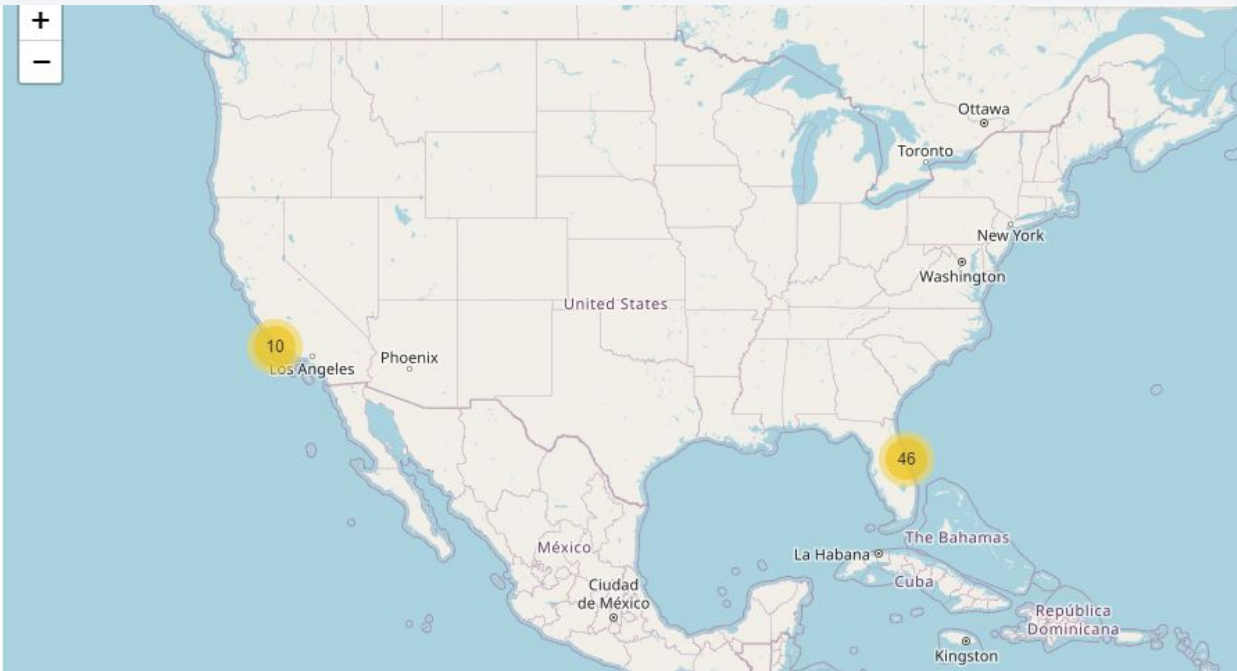 +
−
Ottawa
Toronto
New York
Washington
United States
10
Los Angeles
Phoenix
46
The Bahamas
México
La Habana
Cuba
Ciudad
de México
República
Dominicana
Kingston